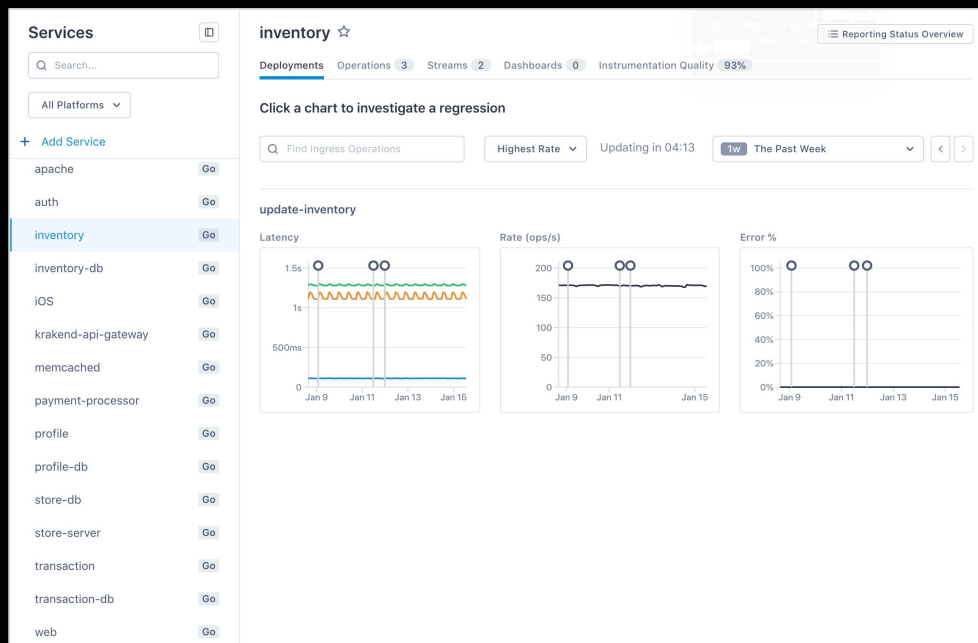 Services
Search...
All Platforms
+ Add Service
apache Go
auth Go
inventory Go
inventory-db Go
iOS Go
krakend-api-gateway Go
memcached Go
payment-processor Go
profile Go
profile-db Go
store-db Go
store-server Go
transaction Go
transaction-db Go
web Go
inventory
Reporting Status Overview
Deployments Operations 3 Streams 2 Dashboards 0 Instrumentation Quality 93%
Click a chart to investigate a regression
Find Ingress Operations
Highest Rate
Updating in 04:13
1w The Past Week
update-inventory
Latency
1.5s
1s
500ms
0
Jan 9 Jan 11 Jan 13 Jan 15
Rate (ops/s)
200
150
100
50
0
Jan 9 Jan 11 Jan 15
Error %
100%
80%
60%
40%
20%
0%
Jan 9 Jan 11 Jan 13 Jan 15